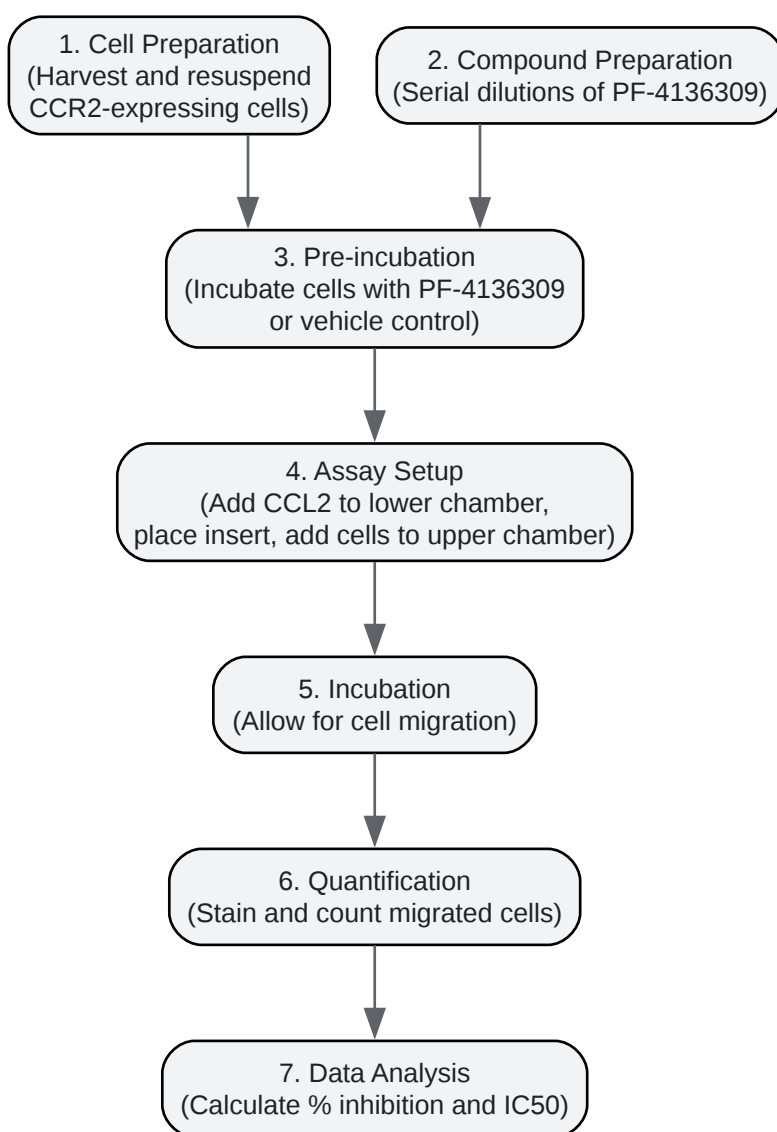 1. Cell Preparation
(Harvest and resuspend
CCR2-expressing cells)
2. Compound Preparation
(Serial dilutions of PF-4136309)
3. Pre-incubation
(Incubate cells with PF-4136309
or vehicle control)
4. Assay Setup
(Add CCL2 to lower chamber,
place insert, add cells to upper chamber)
5. Incubation
(Allow for cell migration)
6. Quantification
(Stain and count migrated cells)
7. Data Analysis
(Calculate % inhibition and IC50)